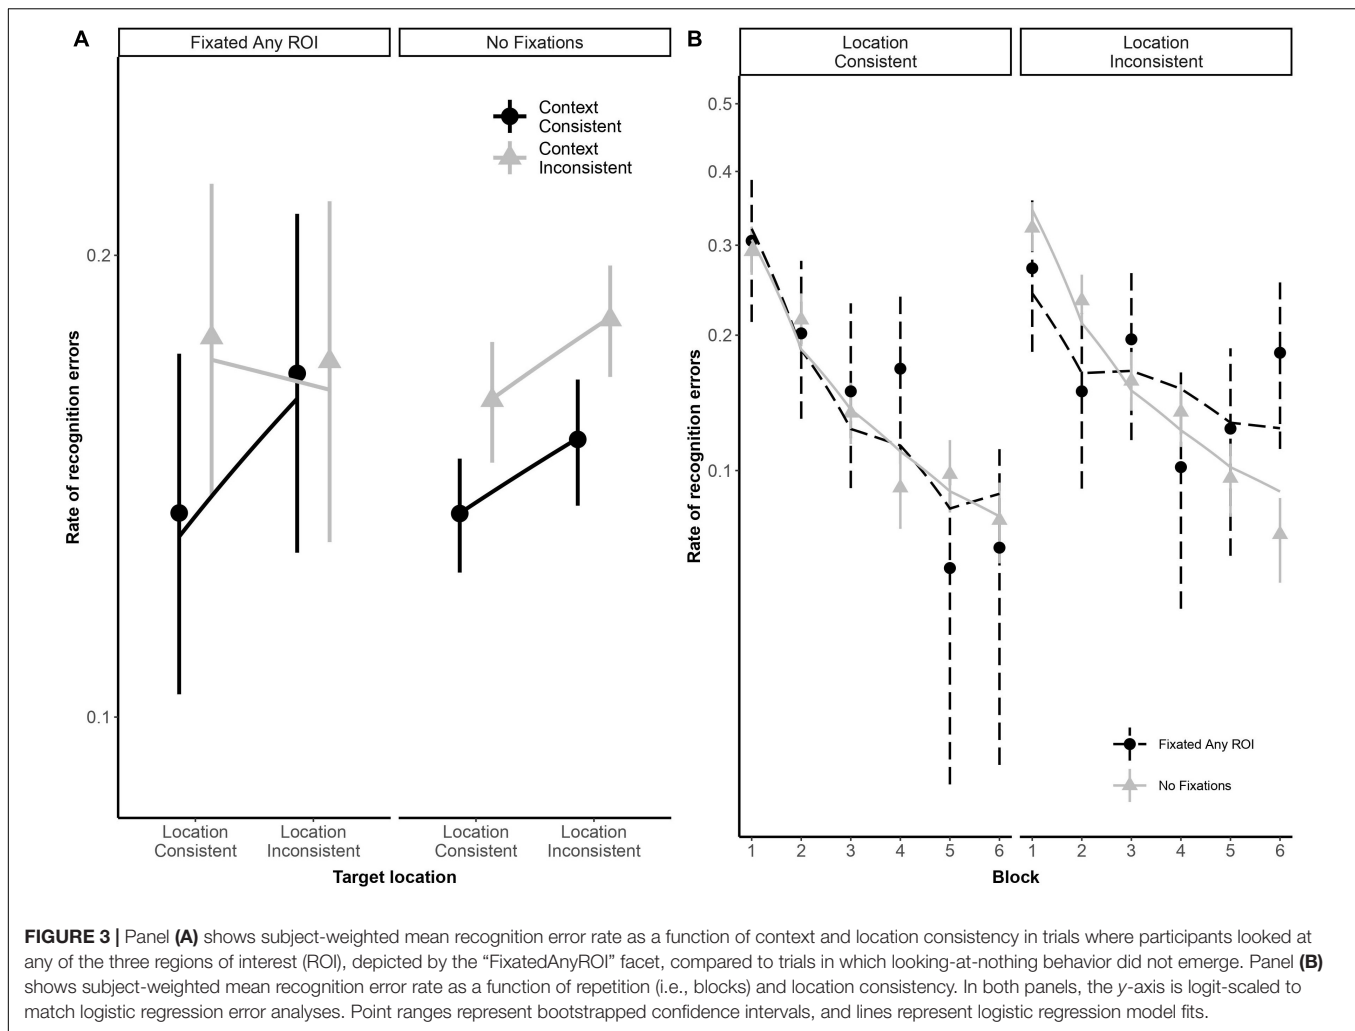 A
Fixated Any ROI
No Fixations
Context
Consistent
Context
Inconsistent
0.2
0.1
Rate of recognition errors
Location
Consistent
Location
Inconsistent
Location
Consistent
Location
Inconsistent
Target location
B
Location
Consistent
Location
Inconsistent
0.5
0.4
0.3
0.2
0.1
Rate of recognition errors
Fixated Any ROI
No Fixations
1 2 3 4 5 6
1 2 3 4 5 6
Block
FIGURE 3 | Panel (A) shows subject-weighted mean recognition error rate as a function of context and location consistency in trials where participants looked at
any of the three regions of interest (ROI), depicted by the “FixatedAnyROI” facet, compared to trials in which looking-at-nothing behavior did not emerge. Panel (B)
shows subject-weighted mean recognition error rate as a function of repetition (i.e., blocks) and location consistency. In both panels, the y-axis is logit-scaled to
match logistic regression error analyses. Point ranges represent bootstrapped confidence intervals, and lines represent logistic regression model fits.